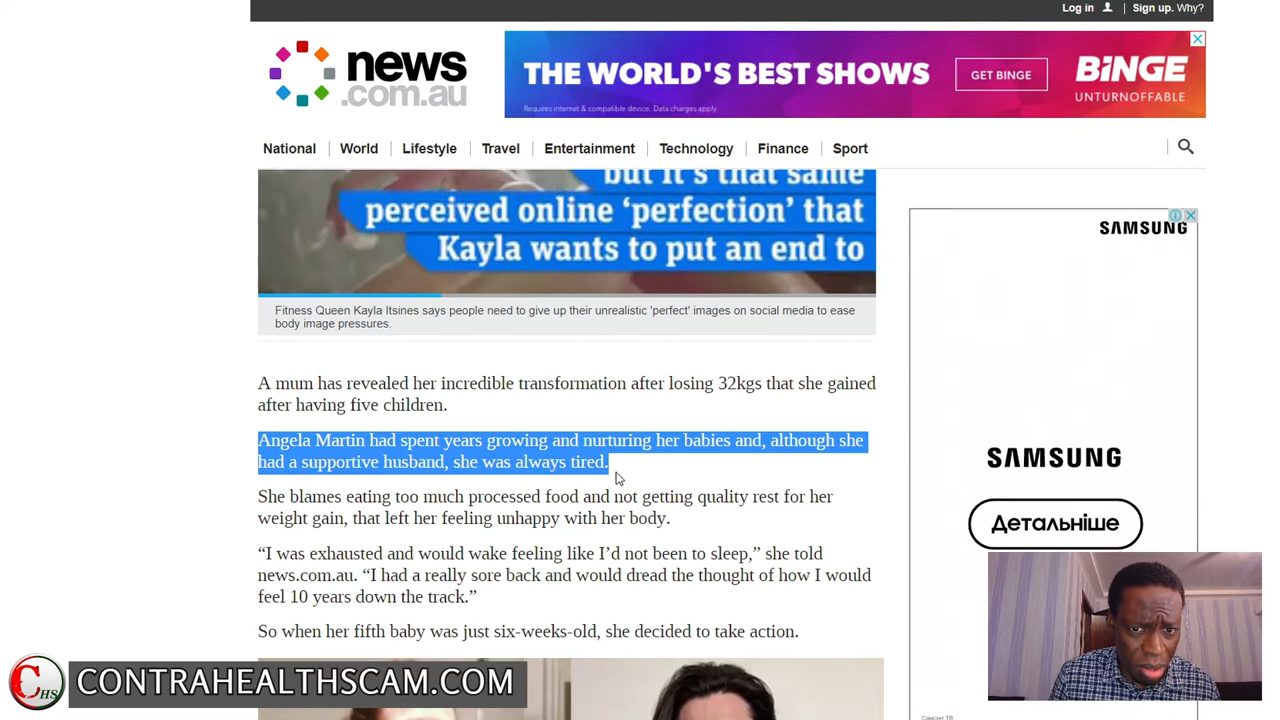 Log in | Sign up. Why?
news
.com.au
THE WORLD'S BEST SHOWS
Requires internet & compatible device. Data charges apply.
GET BINGE
BINGE
UNTURNOFFABLE
National World Lifestyle Travel Entertainment Technology Finance Sport
but it's that same
perceived online ‘perfection’ that
Kayla wants to put an end to
SAMSUNG
Fitness Queen Kayla Itsines says people need to give up their unrealistic 'perfect' images on social media to ease
body image pressures.
A mum has revealed her incredible transformation after losing 32kgs that she gained
after having five children.
Angela Martin had spent years growing and nurturing her babies and, although she
had a supportive husband, she was always tired.
SAMSUNG
She blames eating too much processed food and not getting quality rest for her
weight gain, that left her feeling unhappy with her body.
Детальніше
“I was exhausted and would wake feeling like I’d not been to sleep,” she told
news.com.au. “I had a really sore back and would dread the thought of how I would
feel 10 years down the track.”
So when her fifth baby was just six-weeks-old, she decided to take action.
CHS
CONTRAHEALTHSCAM.COM